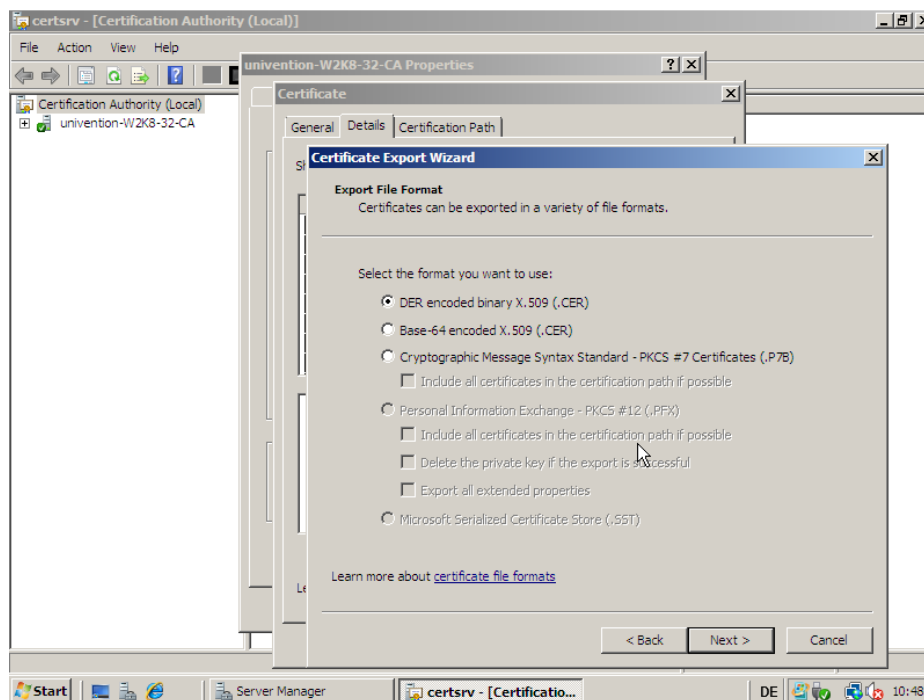 certsrv - [Certification Authority (Local)]
File Action View Help
univention-W2K8-32-CA Properties
Certification Authority (Local)
univention-W2K8-32-CA
Certificate
General Details Certification Path
Certificate Export Wizard
Export File Format
Certificates can be exported in a variety of file formats.
Select the format you want to use:
DER encoded binary X.509 (.CER)
Base-64 encoded X.509 (.CER)
Cryptographic Message Syntax Standard - PKCS #7 Certificates (.P7B)
Include all certificates in the certification path if possible
Personal Information Exchange - PKCS #12 (.PFX)
Include all certificates in the certification path if possible
Delete the private key if the export is successful
Export all extended properties
Microsoft Serialized Certificate Store (.SST)
Learn more about certificate file formats
< Back Next > Cancel
Start Server Manager certsrv - [Certificatio... DE